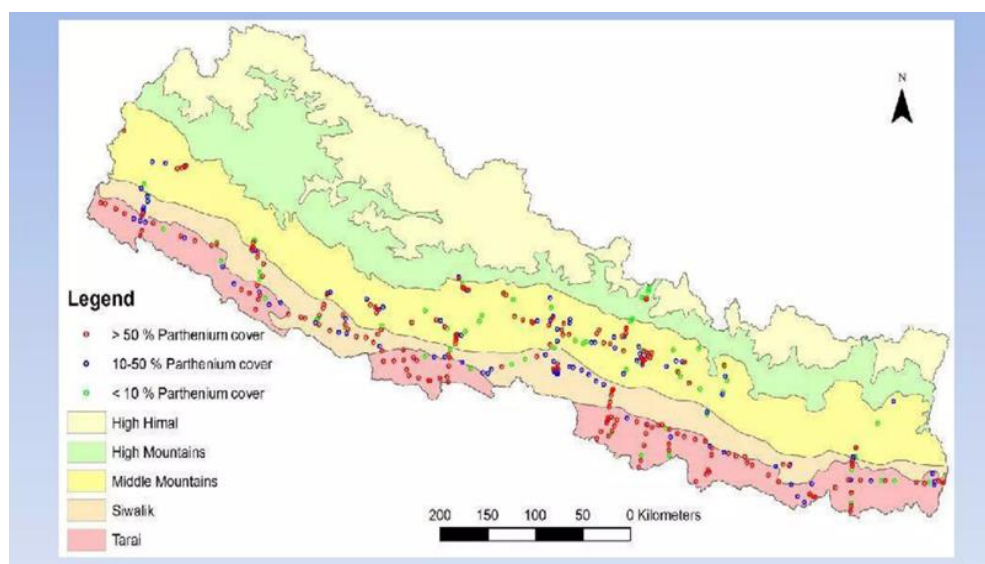 N
Legend
> 50 % Parthenium cover
10-50 % Parthenium cover
< 10 % Parthenium cover
High Himal
High Mountains
Middle Mountains
Siwalik
Tarai
200 150 100 50 0 Kilometers